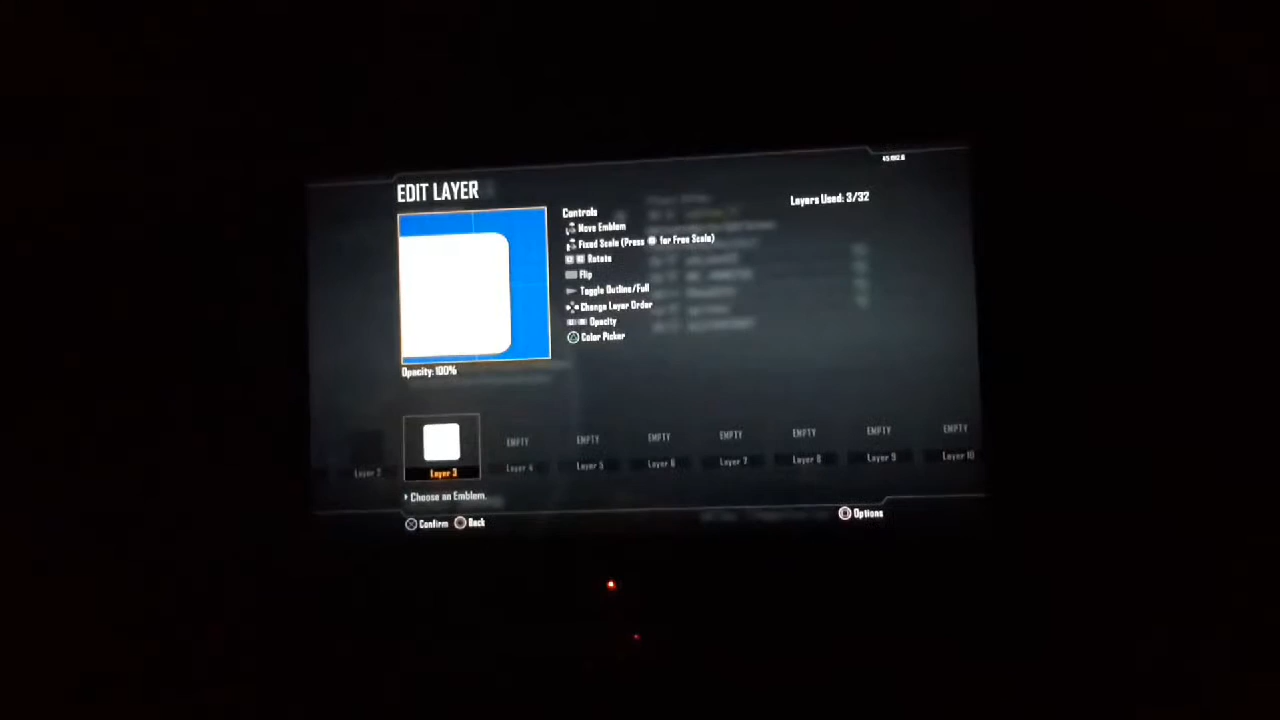 EDIT LAYER
Layers Used: 3/32
Controls
Move Emblem
Fixed Scale (Press for Free Scale)
Rotate
Flip
Toggle Outline/Full
Change Layer Order
Opacity
Color Picker
Opacity: 100%
EMPTY EMPTY EMPTY EMPTY EMPTY EMPTY EMPTY
Layer 2 Layer 3 Layer 4 Layer 5 Layer 6 Layer 7 Layer 8 Layer 9 Layer 10
Choose an Emblem.
Confirm Back Options